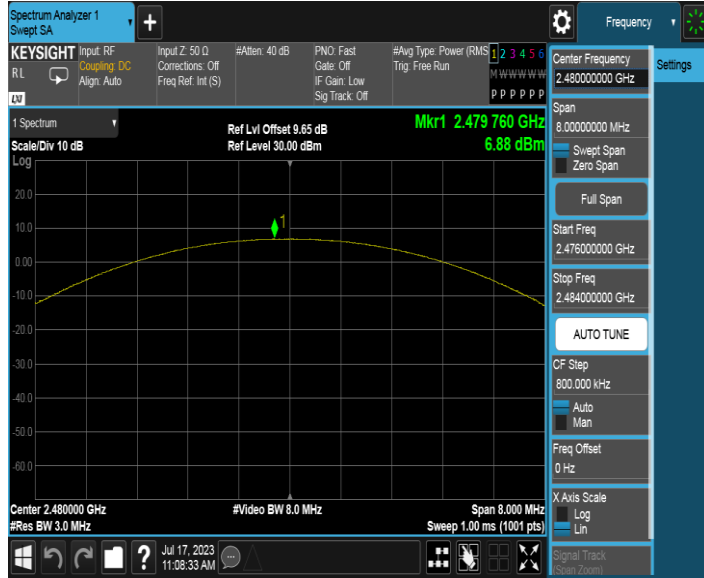 Spectrum Analyzer 1
Swept SA
+
Frequency
KEYSIGHT
RL
LXI
Input: RF
Coupling: DC
Align: Auto
Input Z: 50 Ω
Corrections: Off
Freq Ref: Int (S)
#Atten: 40 dB
PNO: Fast
Gate: Off
IF Gain: Low
Sig Track: Off
#Avg Type: Power (RMS
Trig: Free Run
1 2 3 4 5 6
M W W W W W
P P P P P P
1 Spectrum
Scale/Div 10 dB
Log
Ref Lvl Offset 9.65 dB
Ref Level 30.00 dBm
Mkr1 2.479 760 GHz
6.88 dBm
20.0
10.0
0.00
-10.0
-20.0
-30.0
-40.0
-50.0
-60.0
1
Center 2.480000 GHz
#Res BW 3.0 MHz
#Video BW 8.0 MHz
Span 8.000 MHz
Sweep 1.00 ms (1001 pts)
Center Frequency
2.480000000 GHz
Settings
Span
8.00000000 MHz
Swept Span
Zero Span
Full Span
Start Freq
2.476000000 GHz
Stop Freq
2.484000000 GHz
AUTO TUNE
CF Step
800.000 kHz
Auto
Man
Freq Offset
0 Hz
X Axis Scale
Log
Lin
Signal Track
(Span Zoom)
?
Jul 17, 2023
11:08:33 AM